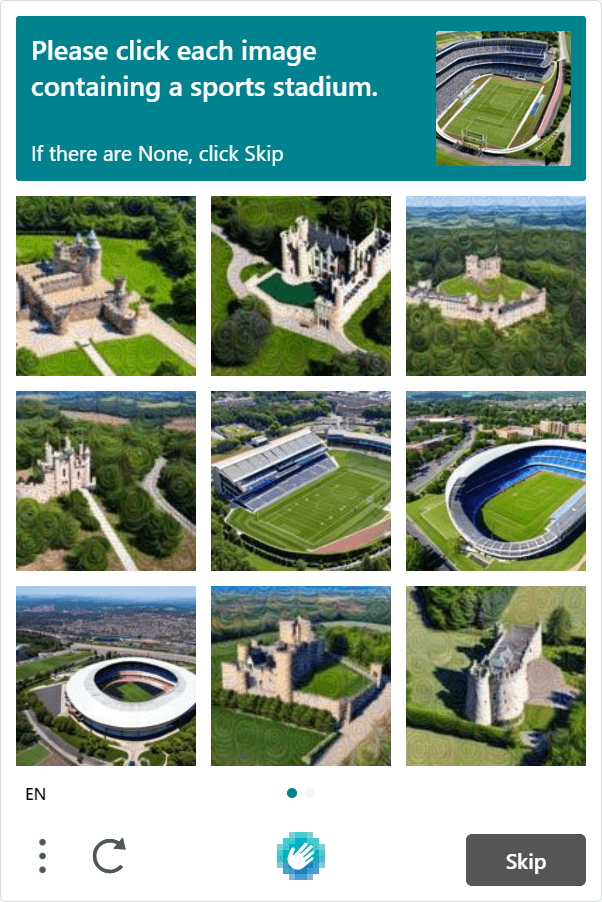 Please click each image
containing a sports stadium.
If there are None, click Skip
EN
Skip